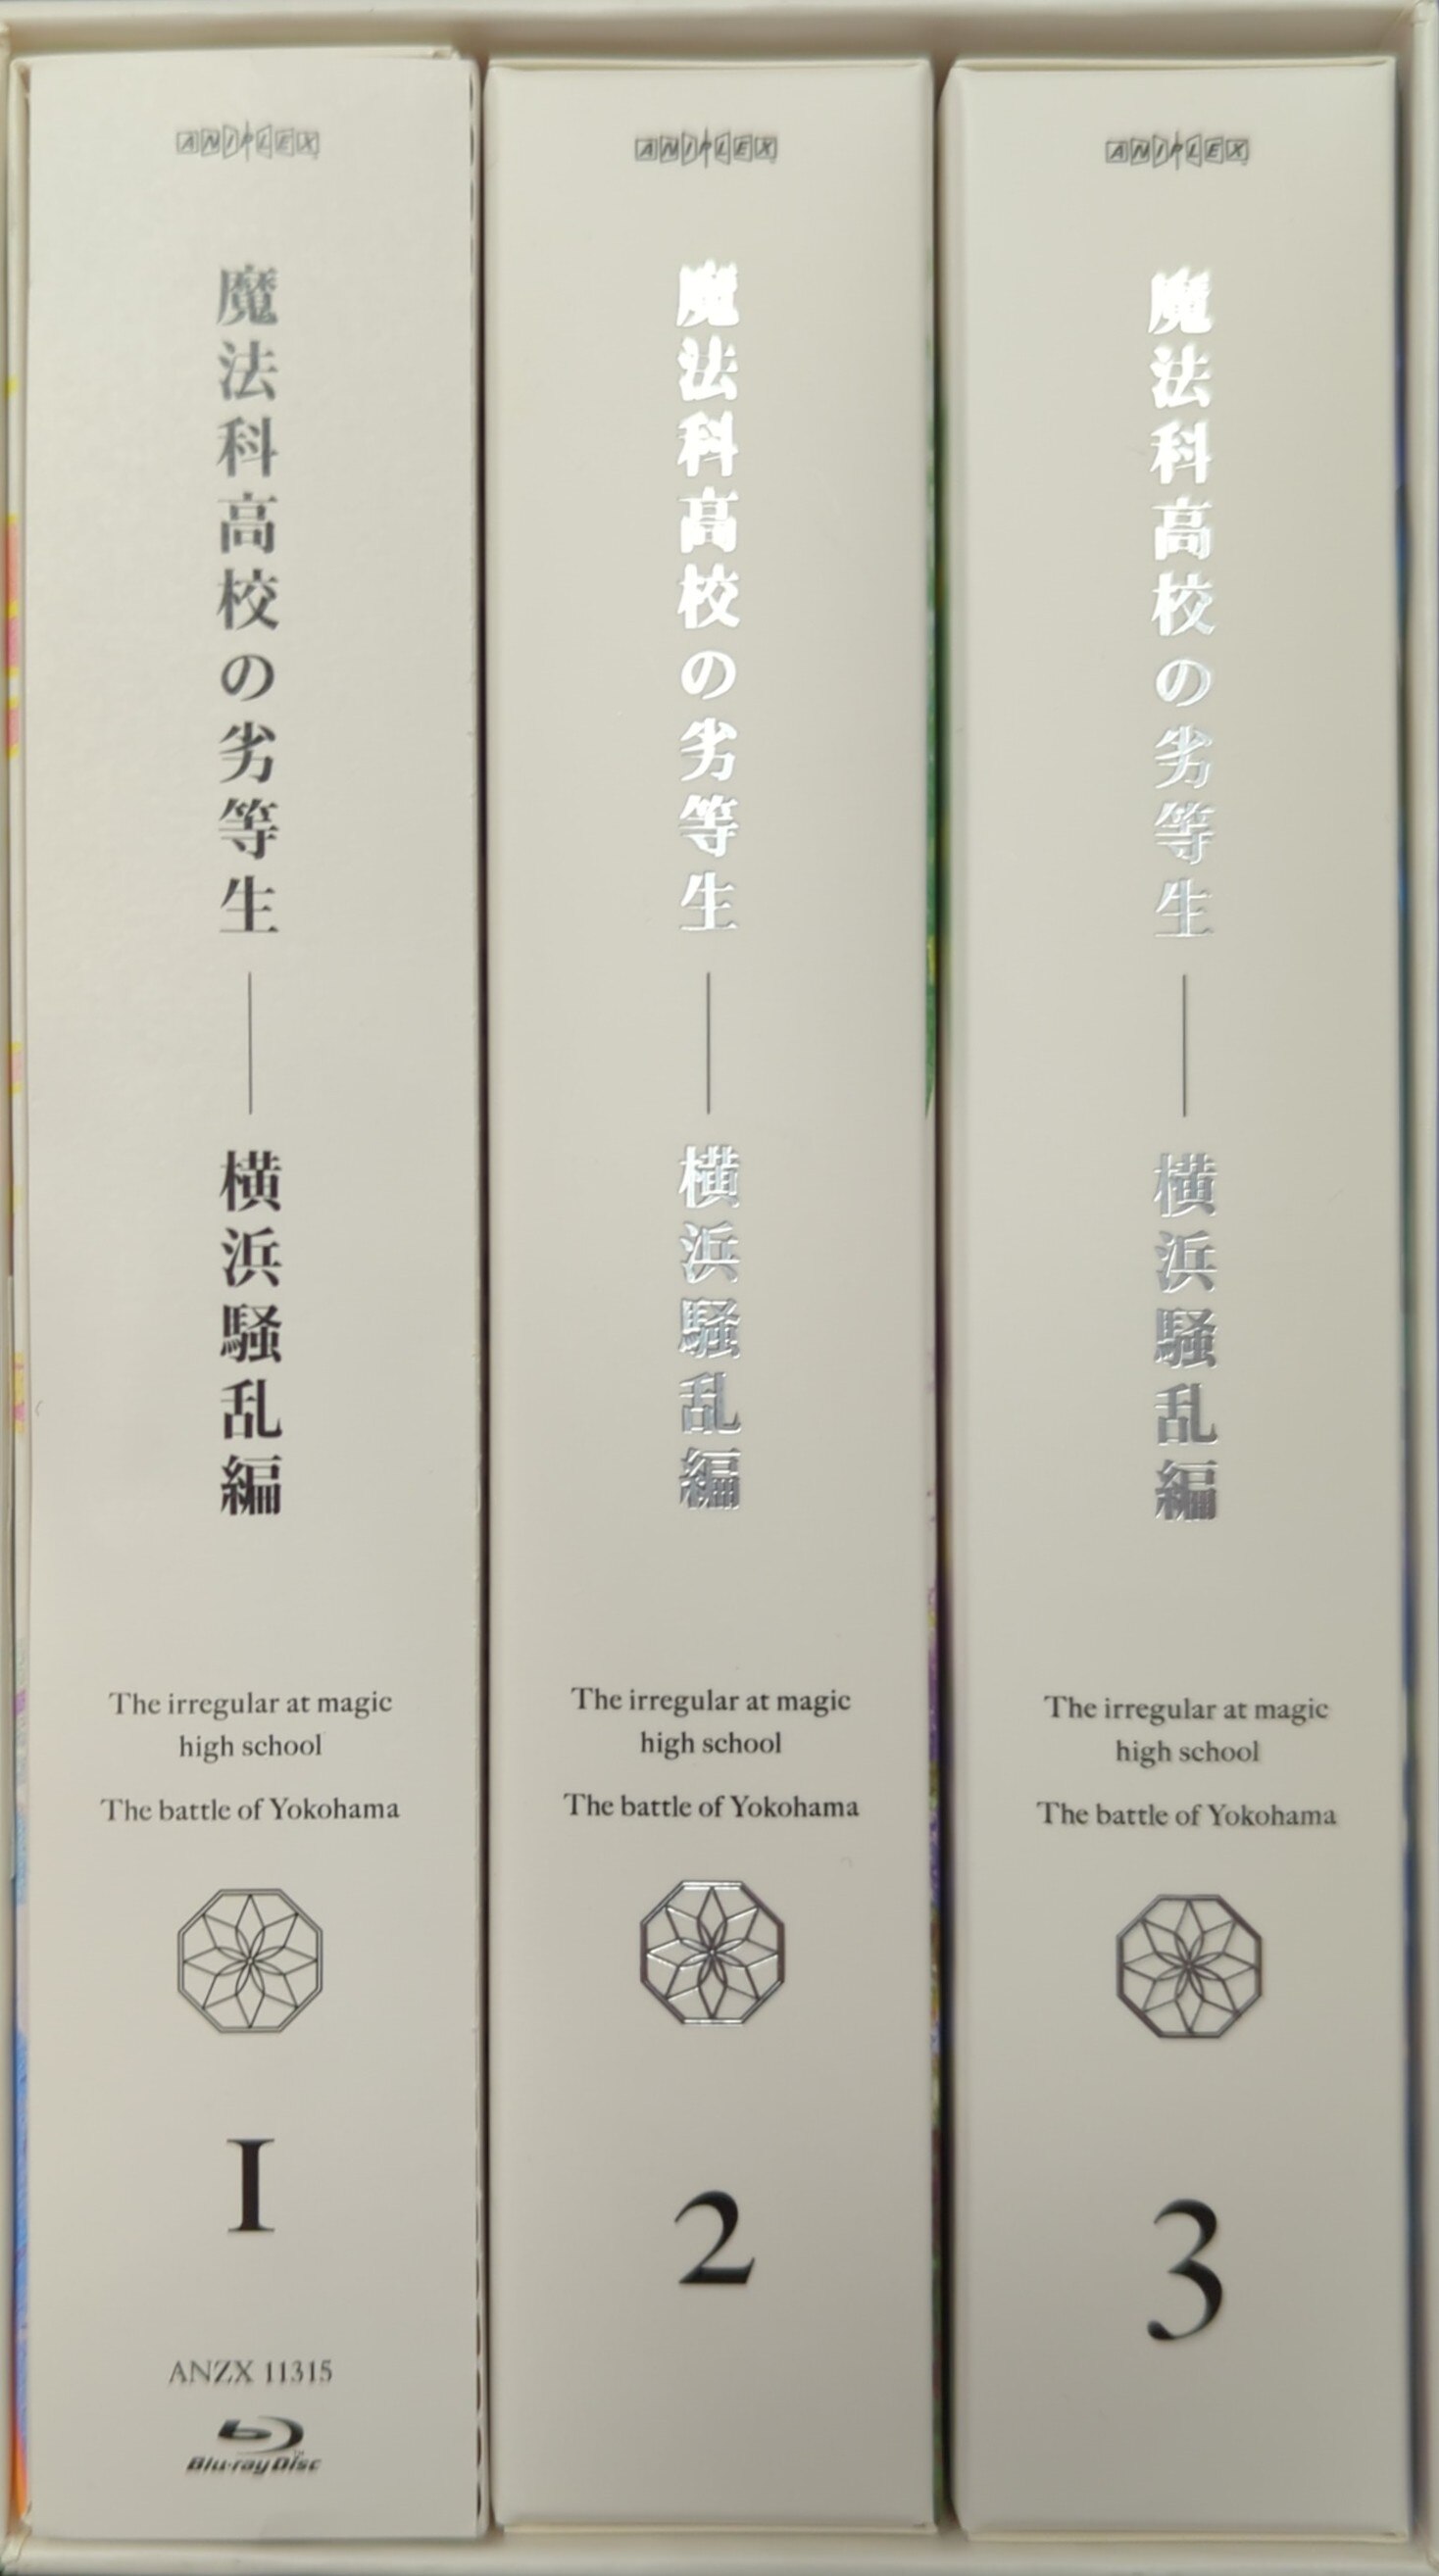 ANIPLEX
魔法科高校の劣等生
横浜騒乱編
The irregular at magic
high school
The battle of Yokohama
I
ANZX 11315
Blu-ray Disc
TM
ANIPLEX
魔法科高校の劣等生
横浜騒乱編
The irregular at magic
high school
The battle of Yokohama
2
ANIPLEX
魔法科高校の劣等生
横浜騒乱編
The irregular at magic
high school
The battle of Yokohama
3